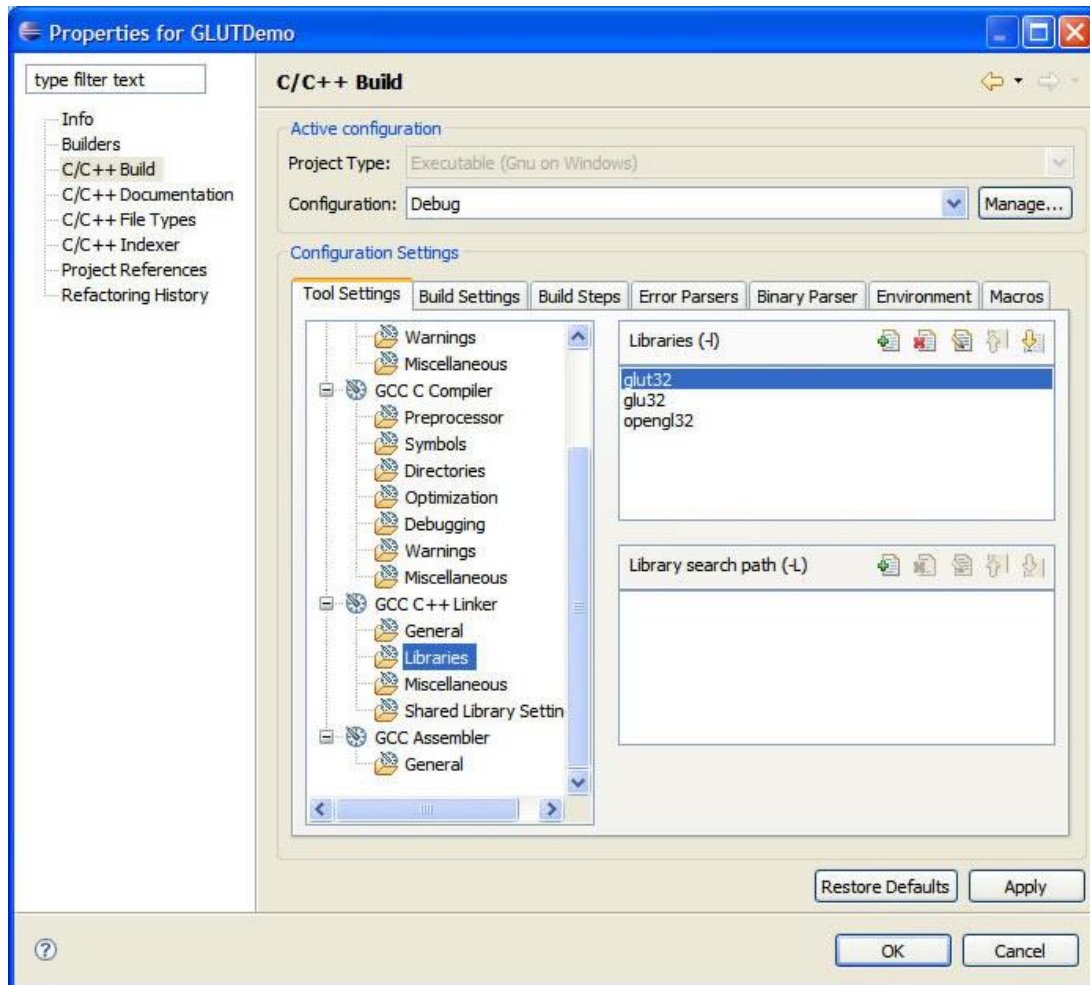 Properties for GLUTDemo
type filter text
Info
Builders
C/C++ Build
C/C++ Documentation
C/C++ File Types
C/C++ Indexer
Project References
Refactoring History
C/C++ Build
Active configuration
Project Type: Executable (Gnu on Windows)
Configuration: Debug Manage...
Configuration Settings
Tool Settings Build Settings Build Steps Error Parsers Binary Parser Environment Macros
Warnings
Miscellaneous
GCC C Compiler
Preprocessor
Symbols
Directories
Optimization
Debugging
Warnings
Miscellaneous
GCC C++ Linker
General
Libraries
Miscellaneous
Shared Library Settin
GCC Assembler
General
Libraries (-l)
glut32
glu32
opengl32
Library search path (-L)
Restore Defaults Apply
OK Cancel